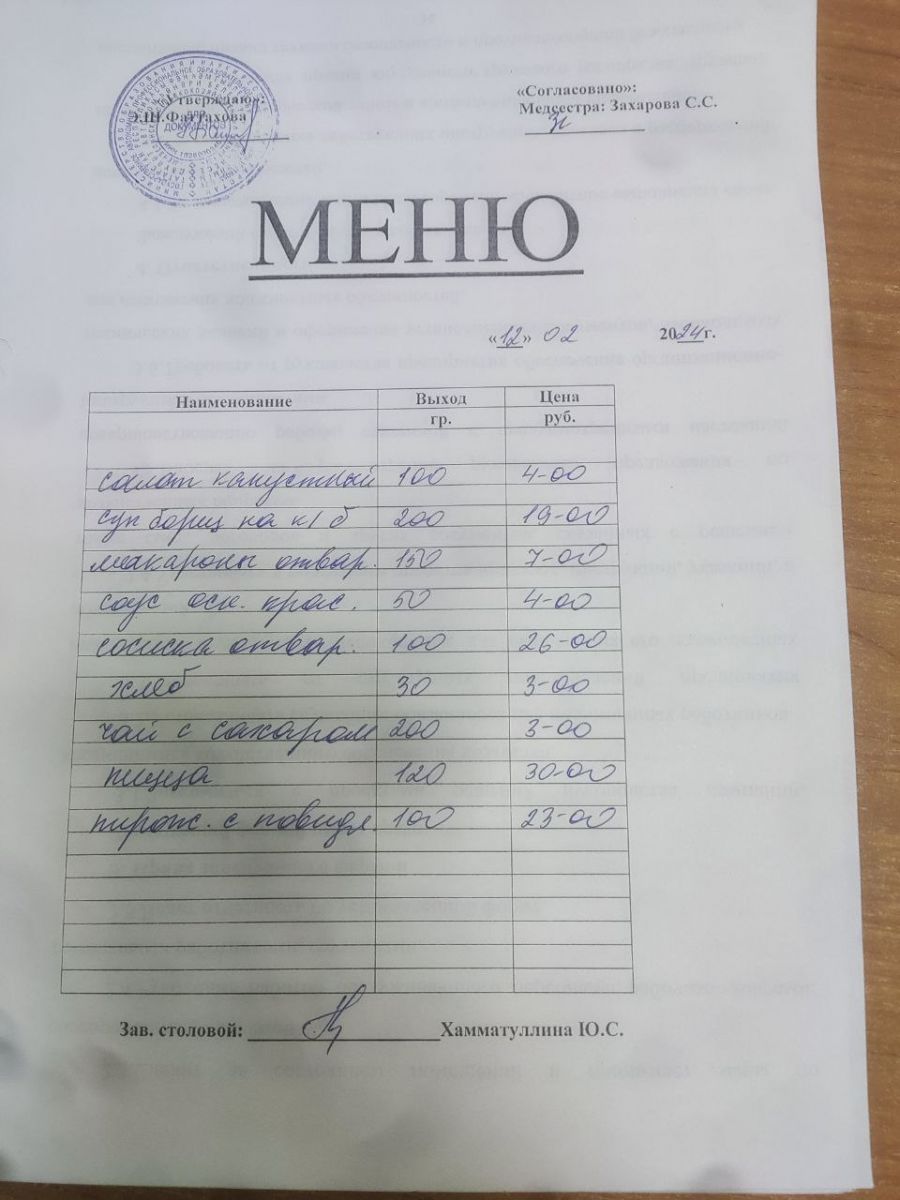 «Утверждаю»:
Э.Ш.Фаттахова
ДЛЯ ДОКУМЕНТОВ
«Согласовано»:
Медсестра: Захарова С.С.
МЕНЮ
«12» 02 2024г.
Наименование Выход гр. Цена руб.
салат капустный 100 4-00
суп борщ на к/б 200 19-00
макароны отвар. 150 7-00
соус осн. крас. 50 4-00
сосиска отвар. 100 26-00
хлеб 30 3-00
чай с сахаром 200 3-00
пицца 120 30-00
пирож. с повидл 100 23-00
Зав. столовой: Хамматуллина Ю.С.